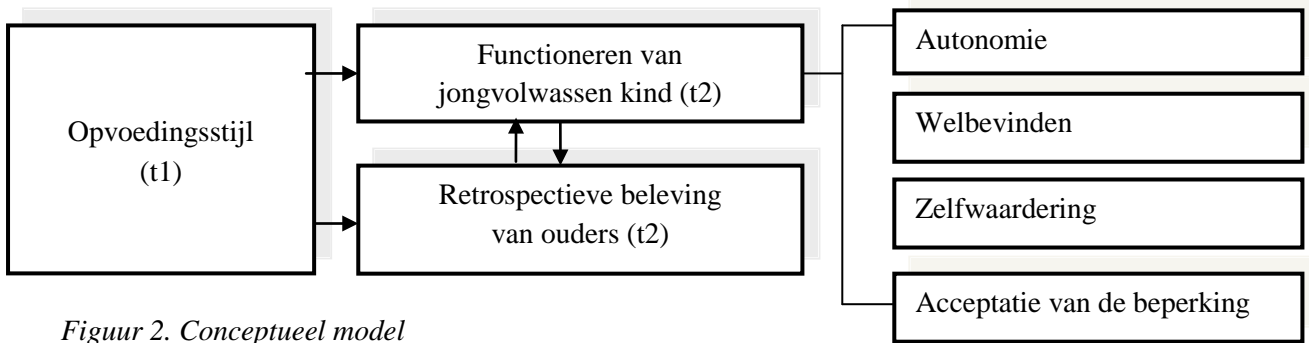 Opvoedingsstijl
(t1)
Functioneren van
jongvolwassen kind (t2)
Retrospectieve beleving
van ouders (t2)
Autonomie
Welbevinden
Zelfwaardering
Acceptatie van de beperking
Figuur 2. Conceptueel model